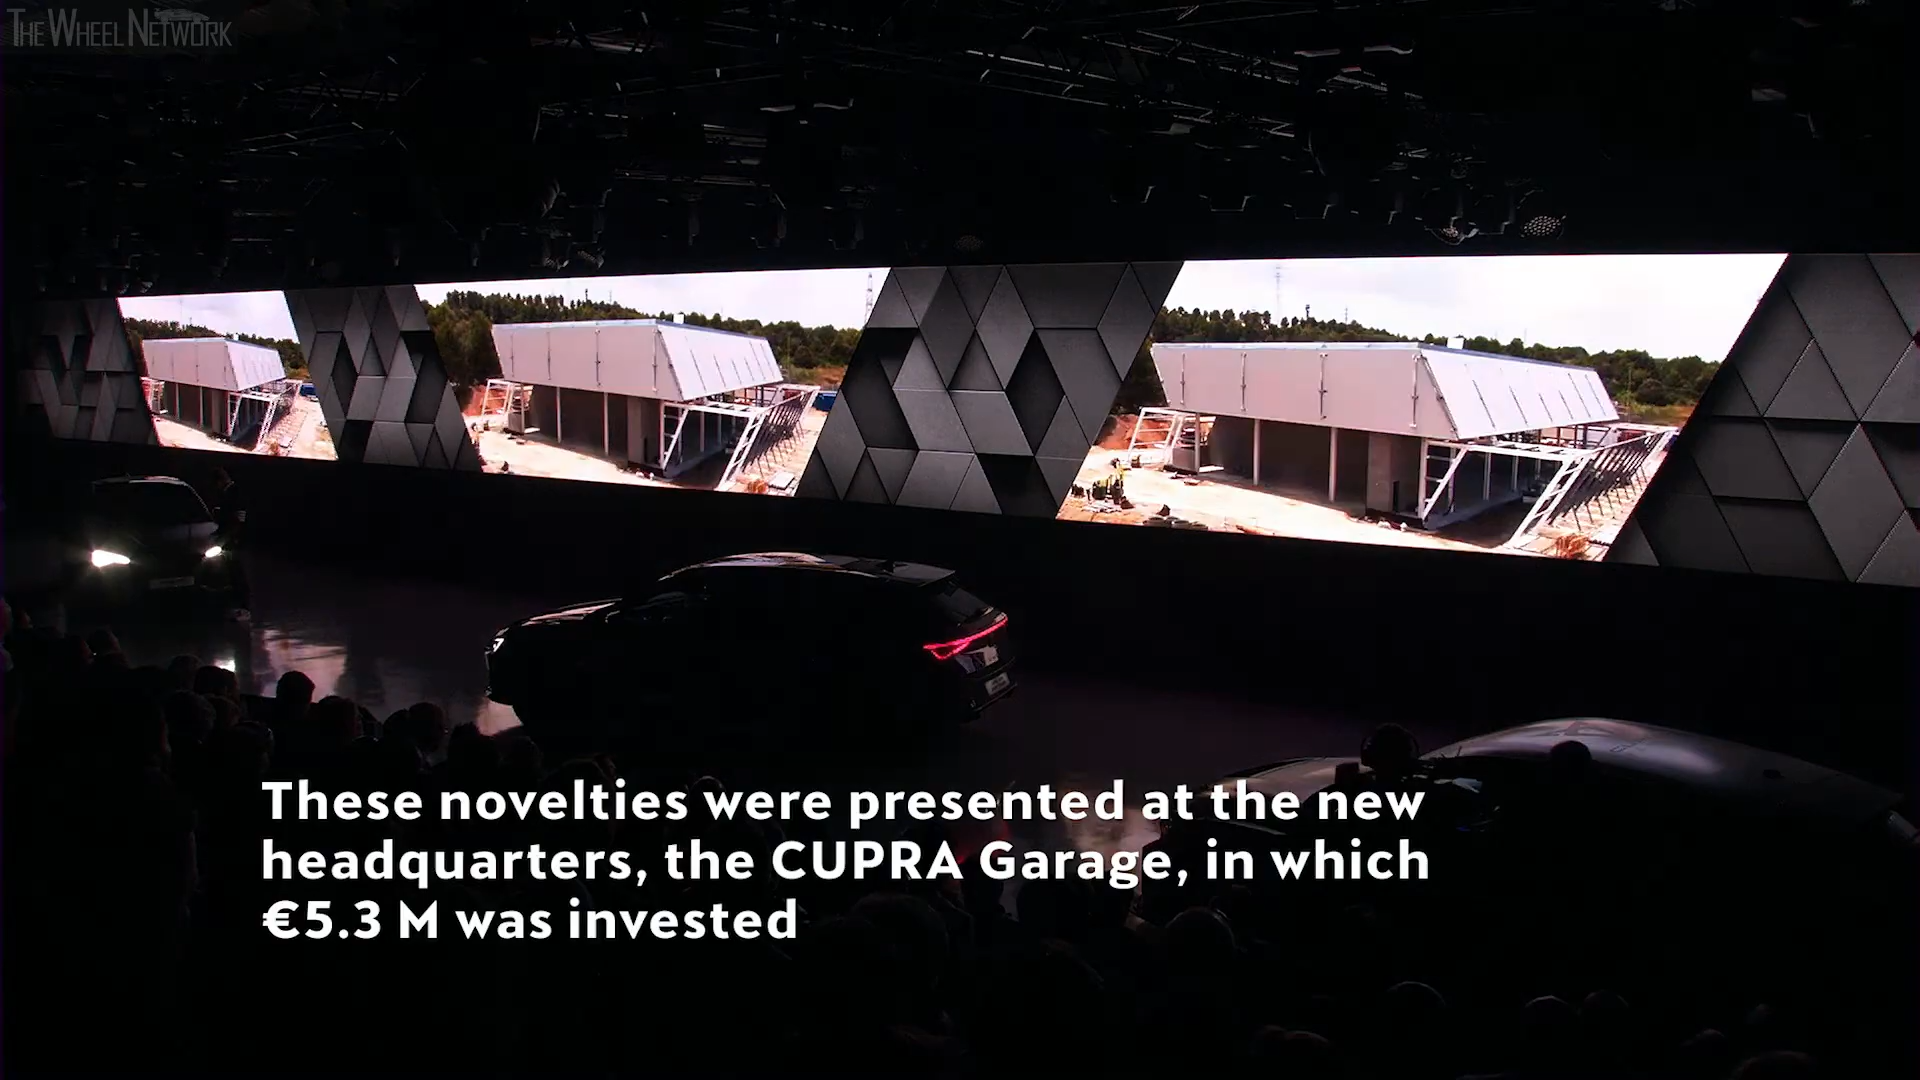 THE WHEEL NETWORK
These novelties were presented at the new
headquarters, the CUPRA Garage, in which
€5.3 M was invested